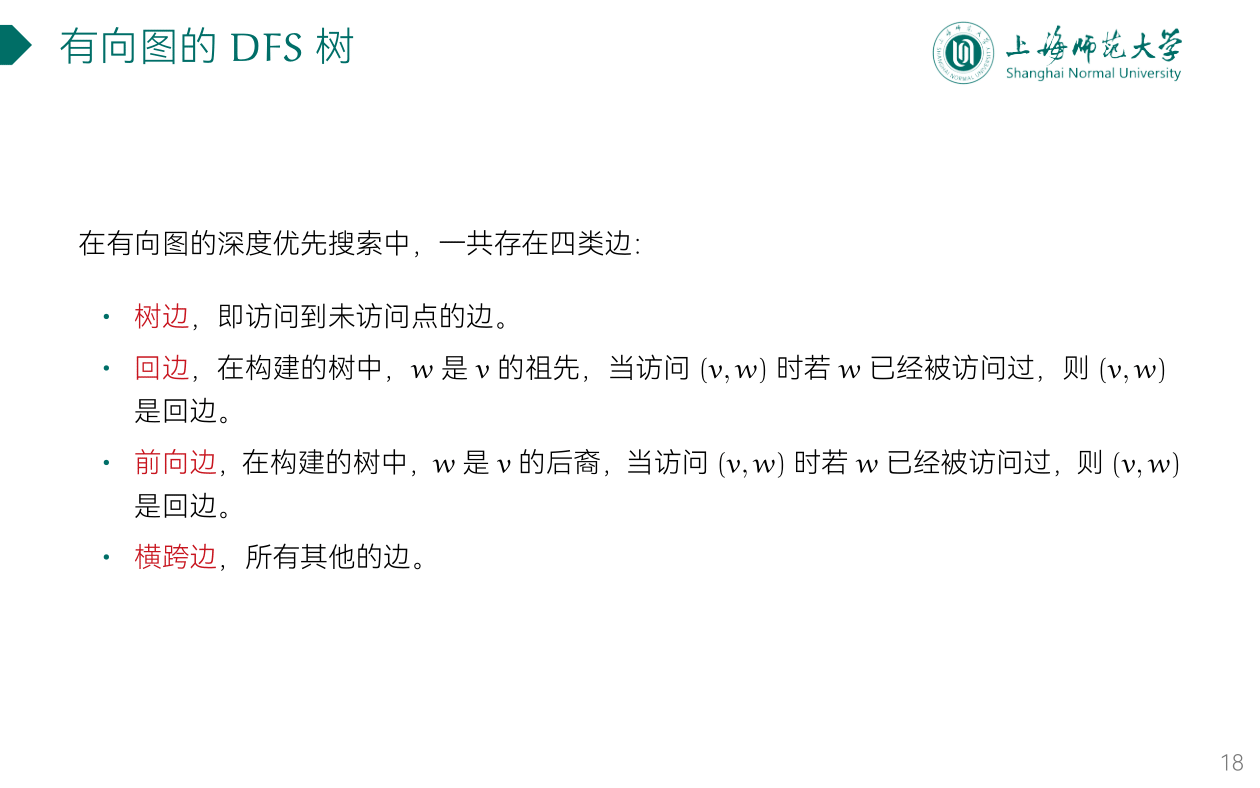 有向图的 DFS 树
上海师范大学
Shanghai Normal University
在有向图的深度优先搜索中，一共存在四类边：
• 树边，即访问到未访问点的边。
• 回边，在构建的树中，w 是 v 的祖先，当访问 (v, w) 时若 w 已经被访问过，则 (v, w)
是回边。
• 前向边，在构建的树中，w 是 v 的后裔，当访问 (v, w) 时若 w 已经被访问过，则 (v, w)
是回边。
• 横跨边，所有其他的边。
18